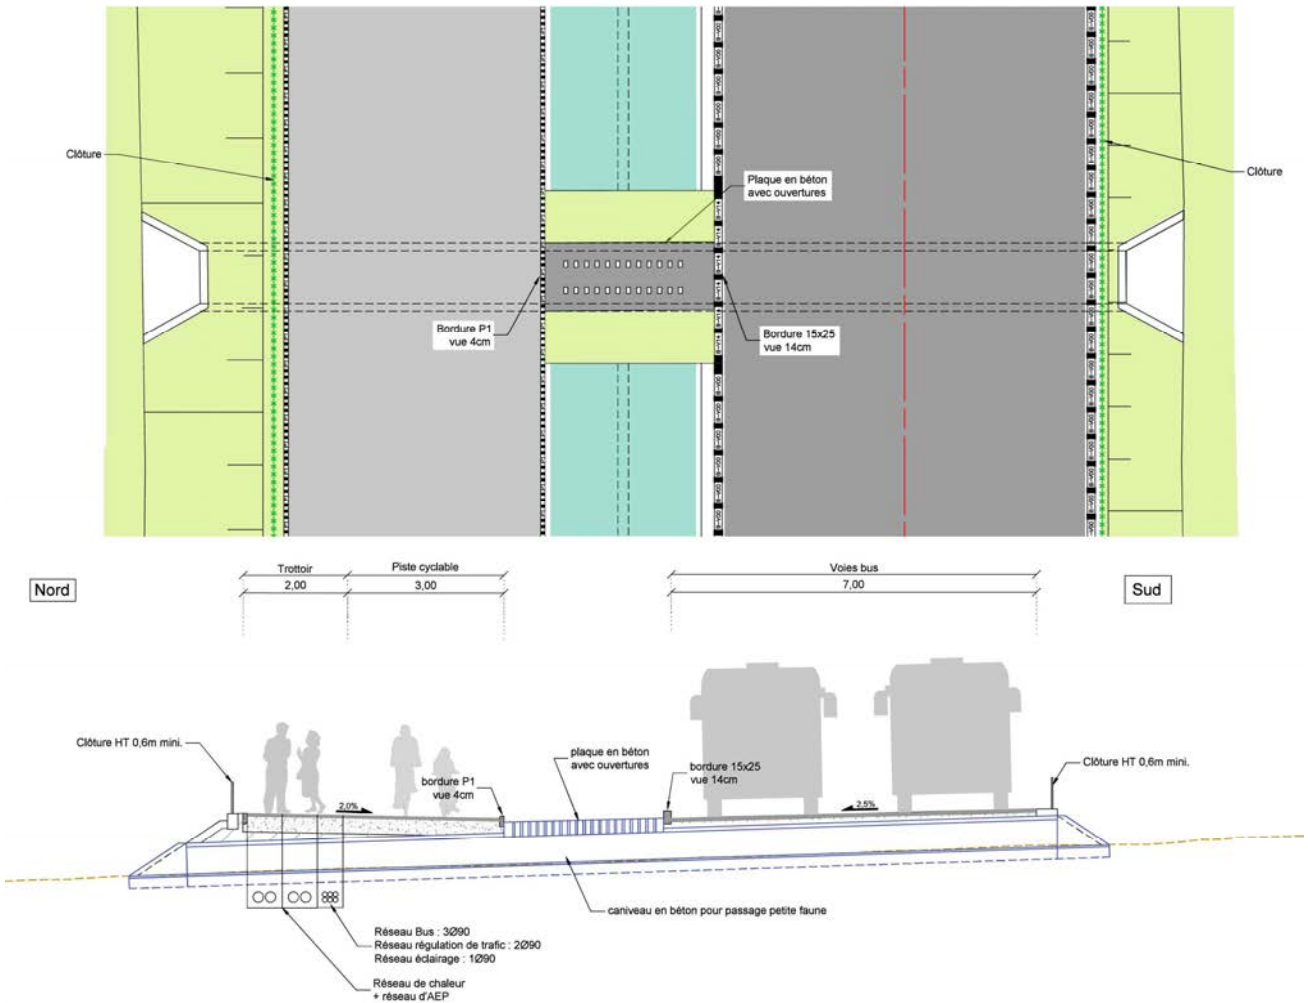 Clôture
Plaque en béton
avec ouvertures
Clôture
Bordure P1
vue 4cm
Bordure 15x25
vue 14cm
Nord
Trottoir
2,00
Piste cyclable
3,00
Voies bus
7,00
Sud
Clôture HT 0,6m mini.
2,0%
bordure P1
vue 4cm
plaque en béton
avec ouvertures
bordure 15x25
vue 14cm
2,5%
Clôture HT 0,6m mini.
caniveau en béton pour passage petite faune
Réseau Bus : 3Ø90
Réseau régulation de trafic : 2Ø90
Réseau éclairage : 1Ø90
Réseau de chaleur
+ réseau d'AEP